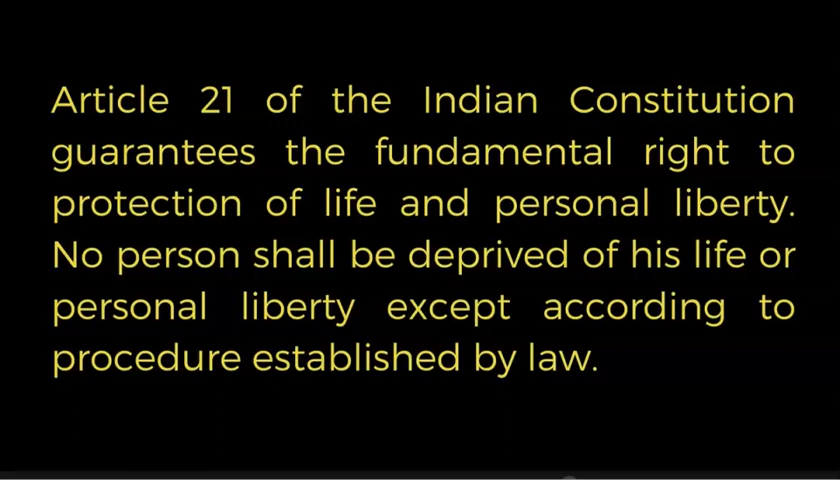 Article 21 of the Indian Constitution
guarantees the fundamental right to
protection of life and personal liberty.
No person shall be deprived of his life or
personal liberty except according to
procedure established by law.